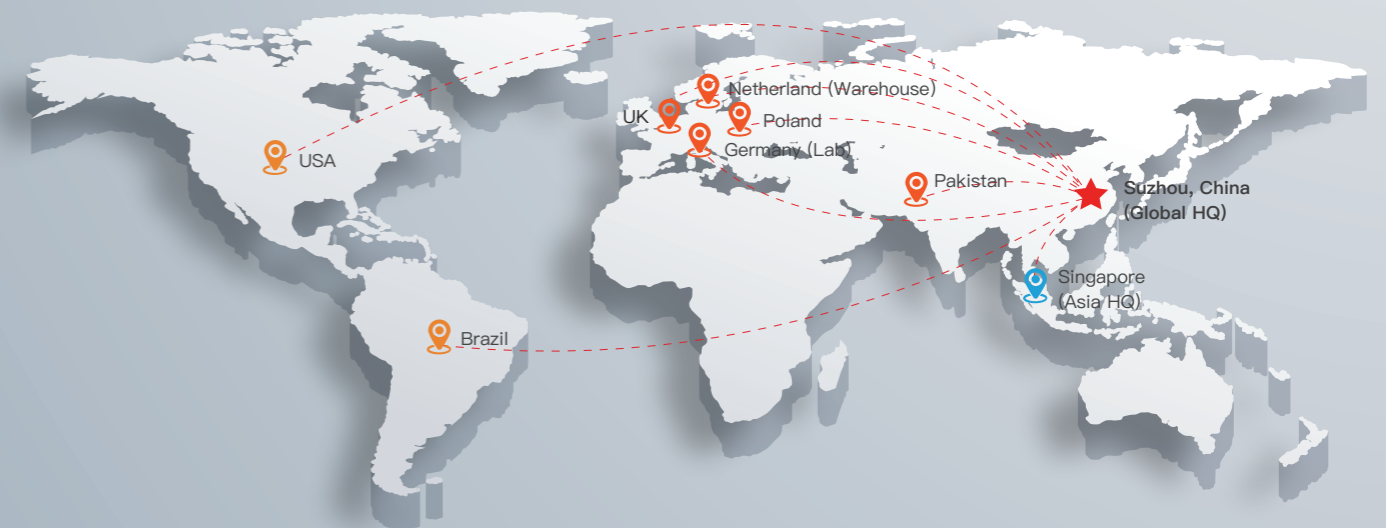 Netherland (Warehouse)
UK
Poland
Germany (Lab)
USA
Pakistan
Suzhou, China
(Global HQ)
Singapore
(Asia HQ)
Brazil